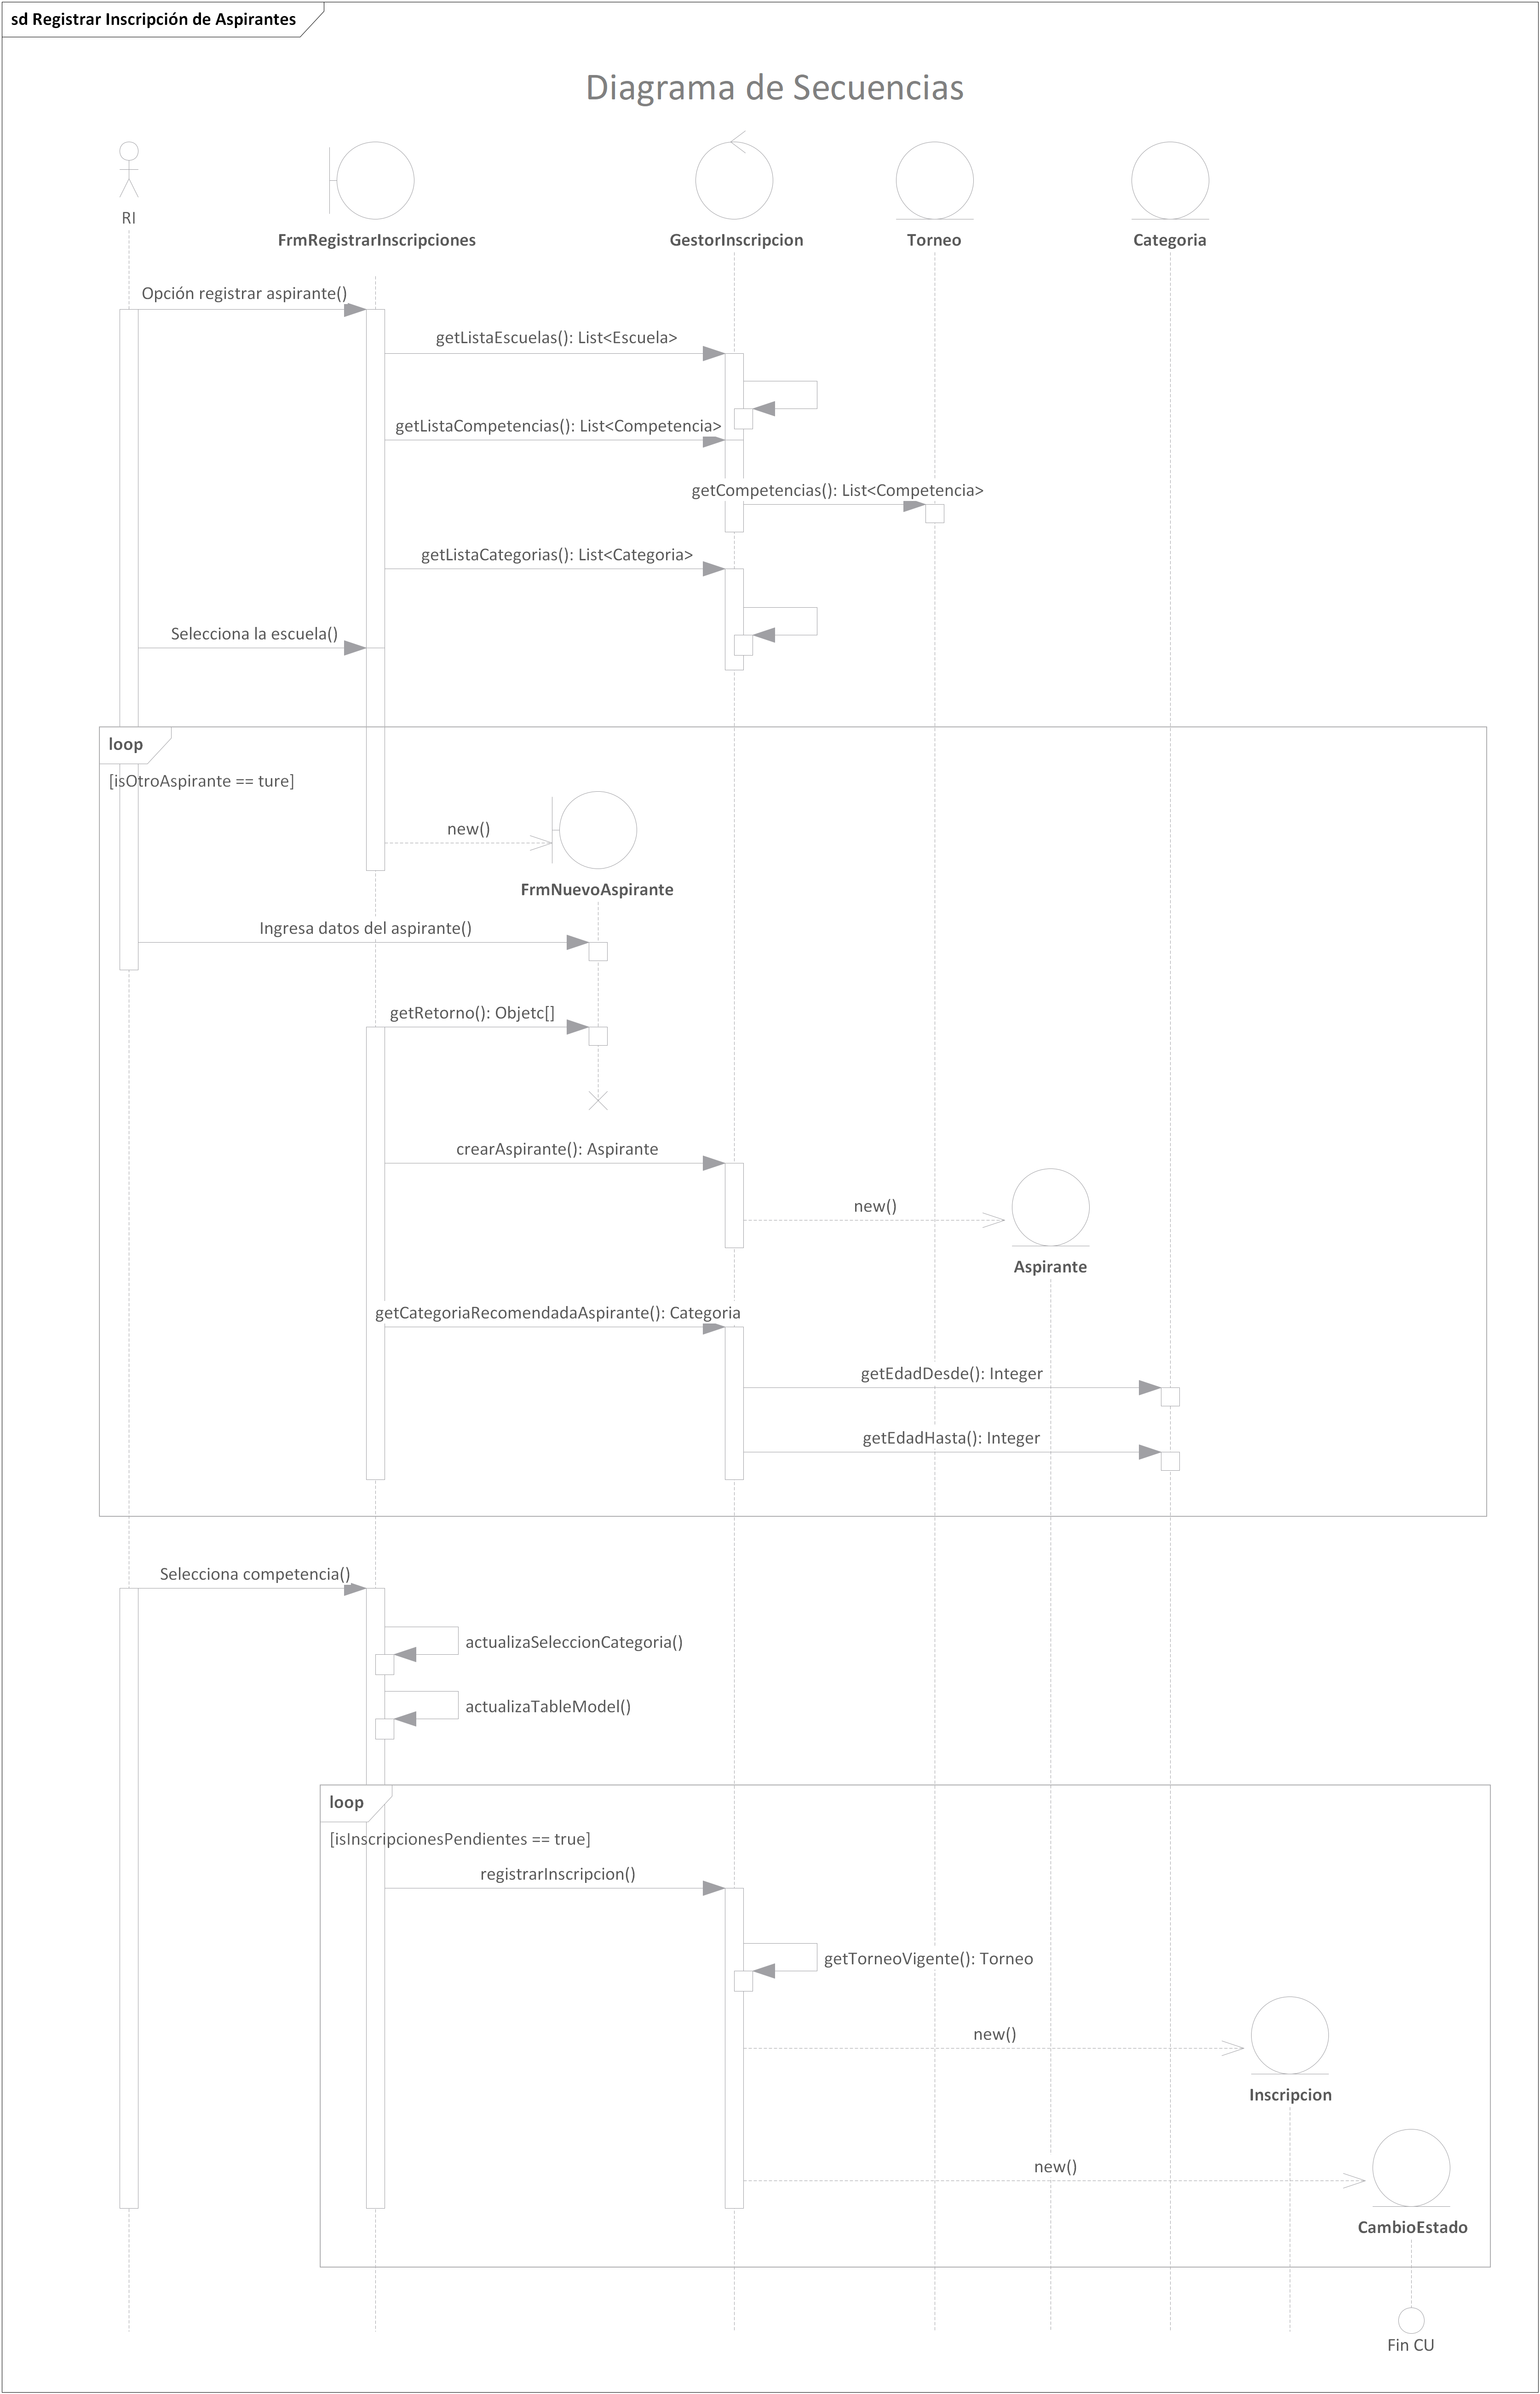 sd Registrar Inscripción de Aspirantes
Diagrama de Secuencias
RI
FrmRegistrarInscripciones
GestorInscripcion
Torneo
Categoria
Opción registrar aspirante()
getListaEscuelas(): List<Escuela>
getListaCompetencias(): List<Competencia>
getCompetencias(): List<Competencia>
getListaCategorias(): List<Categoria>
Selecciona la escuela()
loop
[isOtroAspirante == ture]
new()
FrmNuevoAspirante
Ingresa datos del aspirante()
getRetorno(): Objetc[]
crearAspirante(): Aspirante
new()
Aspirante
getCategoriaRecomendadaAspirante(): Categoria
getEdadDesde(): Integer
getEdadHasta(): Integer
Selecciona competencia()
actualizaSeleccionCategoria()
actualizaTableModel()
loop
[isInscripcionesPendientes == true]
registrarInscripcion()
getTorneoVigente(): Torneo
new()
Inscripcion
new()
CambioEstado
Fin CU